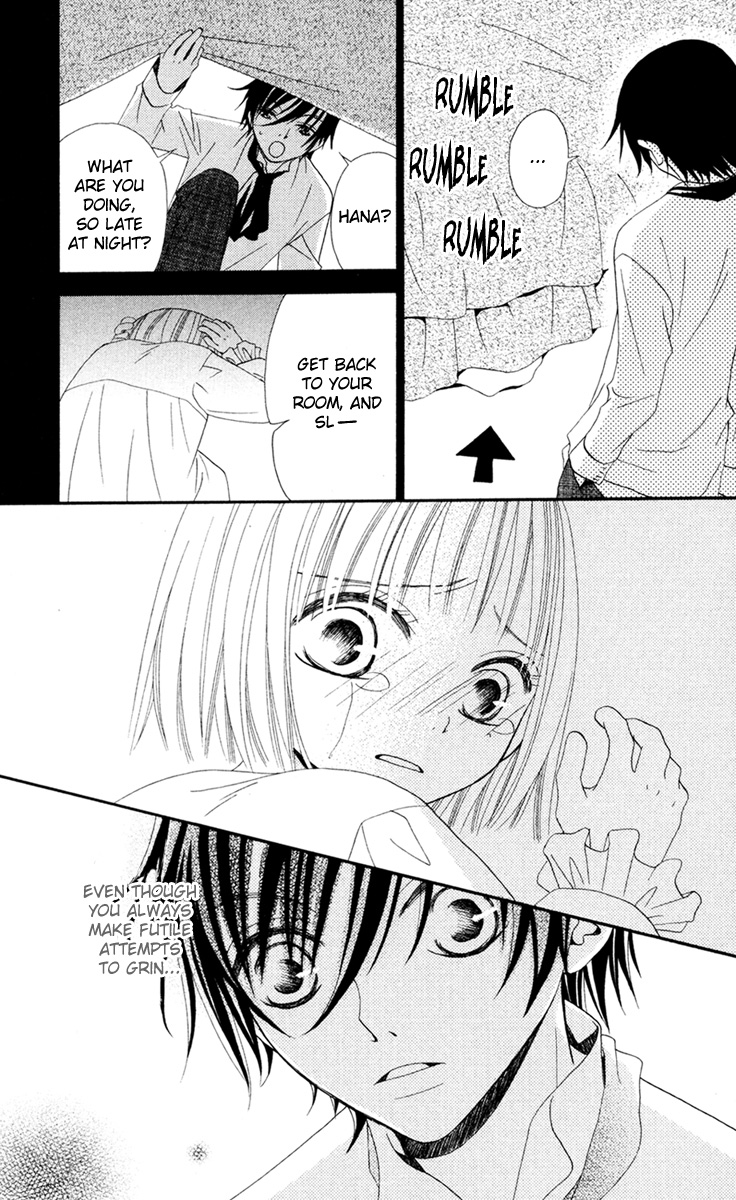 RUMBLE
RUMBLE
RUMBLE
...
HANA?
WHAT
ARE YOU
DOING,
SO LATE
AT NIGHT?
GET BACK
TO YOUR
ROOM, AND
SL—
EVEN THOUGH
YOU ALWAYS
MAKE FUTILE
ATTEMPTS
TO GRIN...